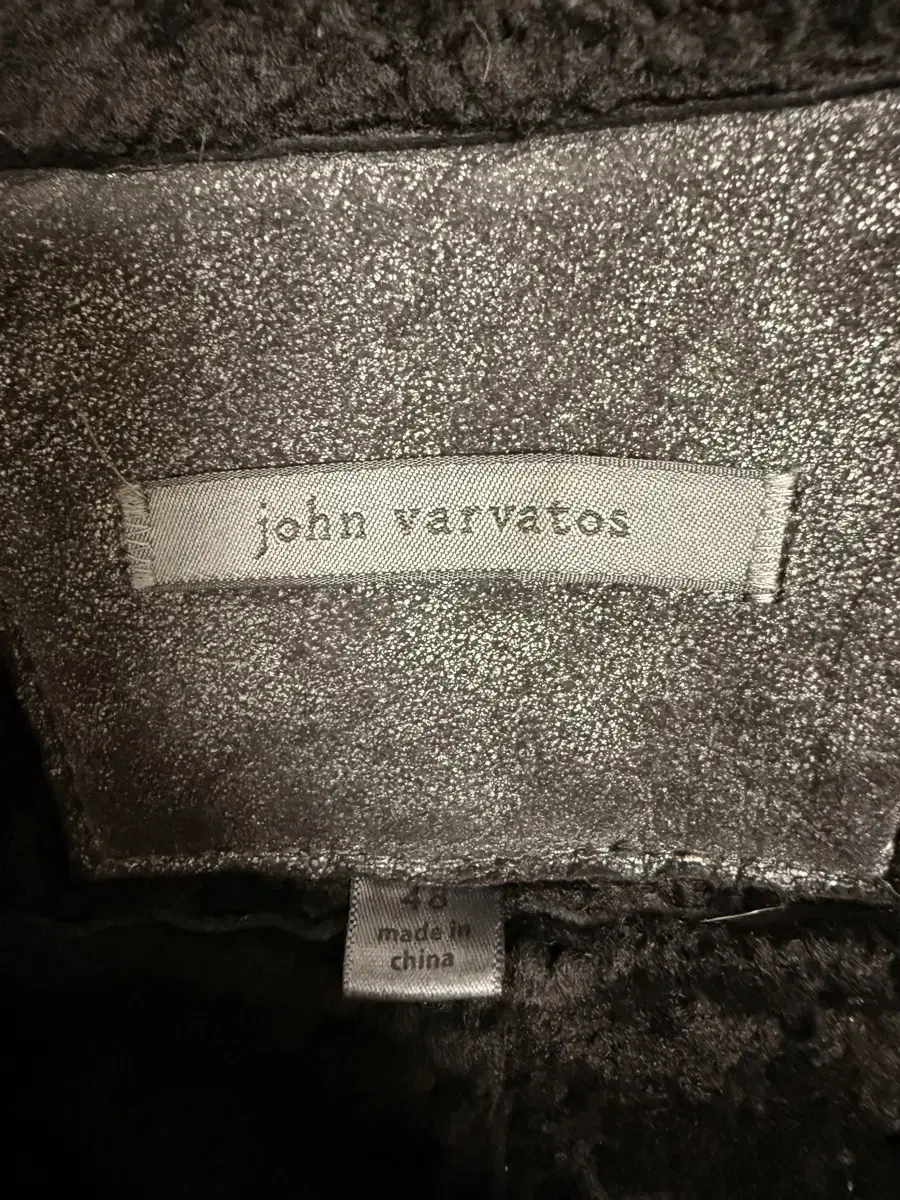 john varvatos
48
made in
china